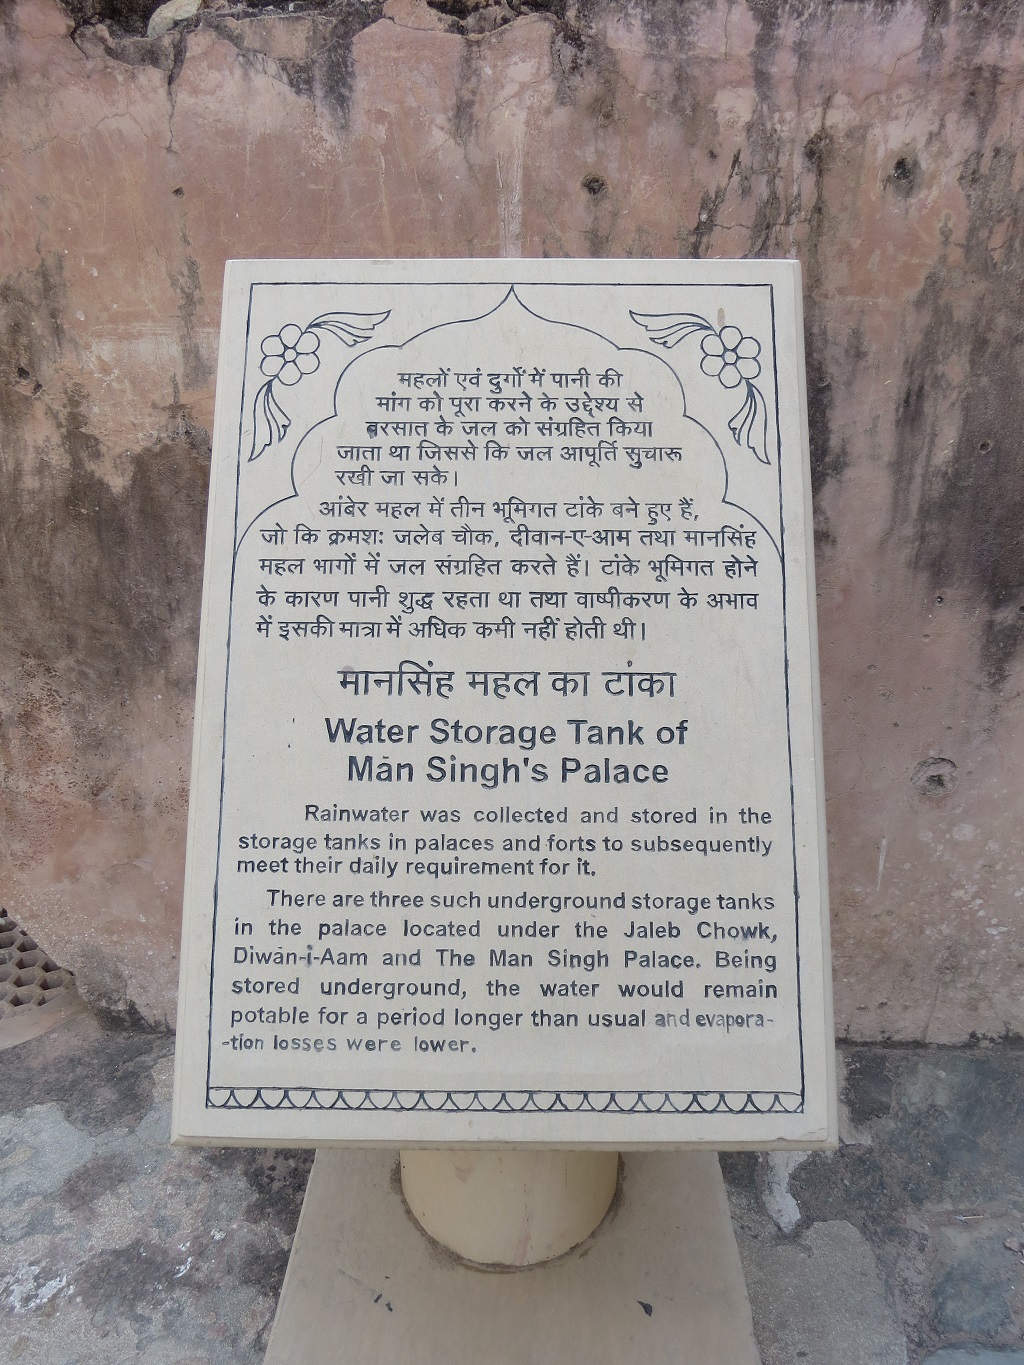 महलों एवं दुर्गों में पानी की
मांग को पूरा करने के उद्देश्य से
बरसात के जल को संग्रहित किया
जाता था जिससे कि जल आपूर्ति सुचारू
रखी जा सके।
आंबेर महल में तीन भूमिगत टांके बने हुए हैं,
जो कि क्रमशः जलेब चौक, दीवान-ए-आम तथा मानसिंह
महल भागों में जल संग्रहित करते हैं। टांके भूमिगत होने
के कारण पानी शुद्ध रहता था तथा वाष्पीकरण के अभाव
में इसकी मात्रा में अधिक कमी नहीं होती थी।
मानसिंह महल का टांका
Water Storage Tank of
Mān Singh's Palace
Rainwater was collected and stored in the
storage tanks in palaces and forts to subsequently
meet their daily requirement for it.
There are three such underground storage tanks
in the palace located under the Jaleb Chowk,
Diwān-i-Aam and The Man Singh Palace. Being
stored underground, the water would remain
potable for a period longer than usual and evapora-
-tion losses were lower.